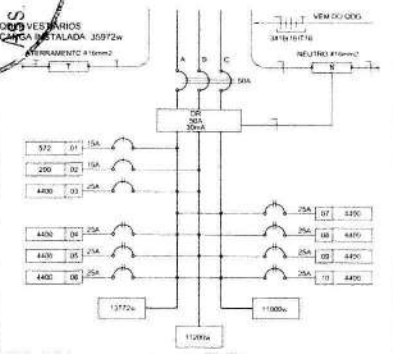 VEM DO QDG
QD VESTIÁRIOS
CARGA INSTALADA 35972w
ATERRAMENTO #16mm2
T
NEUTRO #16mm2
N
A B C
50A
DR
50A
30mA
572 01 15A
200 02 15A
4400 03 25A
25A 07 4400
4400 04 25A
25A 08 4400
4400 05 25A
25A 09 4400
4400 06 25A
25A 10 4400
13772w
11000w
11200w